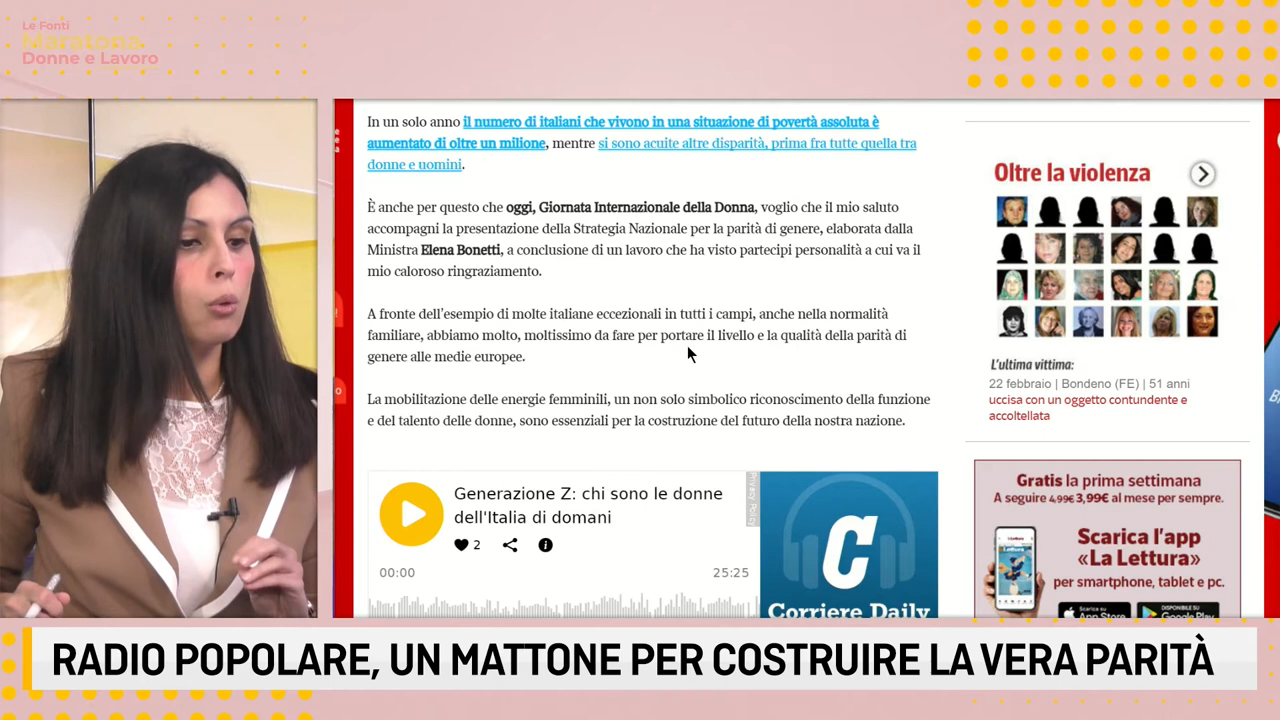 Le Fonti
Maratona
Donne e Lavoro
In un solo anno il numero di italiani che vivono in una situazione di povertà assoluta è
aumentato di oltre un milione, mentre si sono acuite altre disparità, prima fra tutte quella tra
donne e uomini.
È anche per questo che oggi, Giornata Internazionale della Donna, voglio che il mio saluto
accompagni la presentazione della Strategia Nazionale per la parità di genere, elaborata dalla
Ministra Elena Bonetti, a conclusione di un lavoro che ha visto partecipi personalità a cui va il
mio caloroso ringraziamento.
A fronte dell'esempio di molte italiane eccezionali in tutti i campi, anche nella normalità
familiare, abbiamo molto, moltissimo da fare per portare il livello e la qualità della parità di
genere alle medie europee.
La mobilitazione delle energie femminili, un non solo simbolico riconoscimento della funzione
e del talento delle donne, sono essenziali per la costruzione del futuro della nostra nazione.
Generazione Z: chi sono le donne
dell'Italia di domani
2
00:00
25:25
Privacy Policy
Corriere Daily
Oltre la violenza
L'ultima vittima:
22 febbraio | Bondeno (FE) | 51 anni
uccisa con un oggetto contundente e
accoltellata
Gratis la prima settimana
A seguire 4,99€ 3,99€ al mese per sempre.
Scarica l'app
«La Lettura»
per smartphone, tablet e pc.
Scarica su
App Store
DISPONIBILE SU
Google Play
RADIO POPOLARE, UN MATTONE PER COSTRUIRE LA VERA PARITÀ